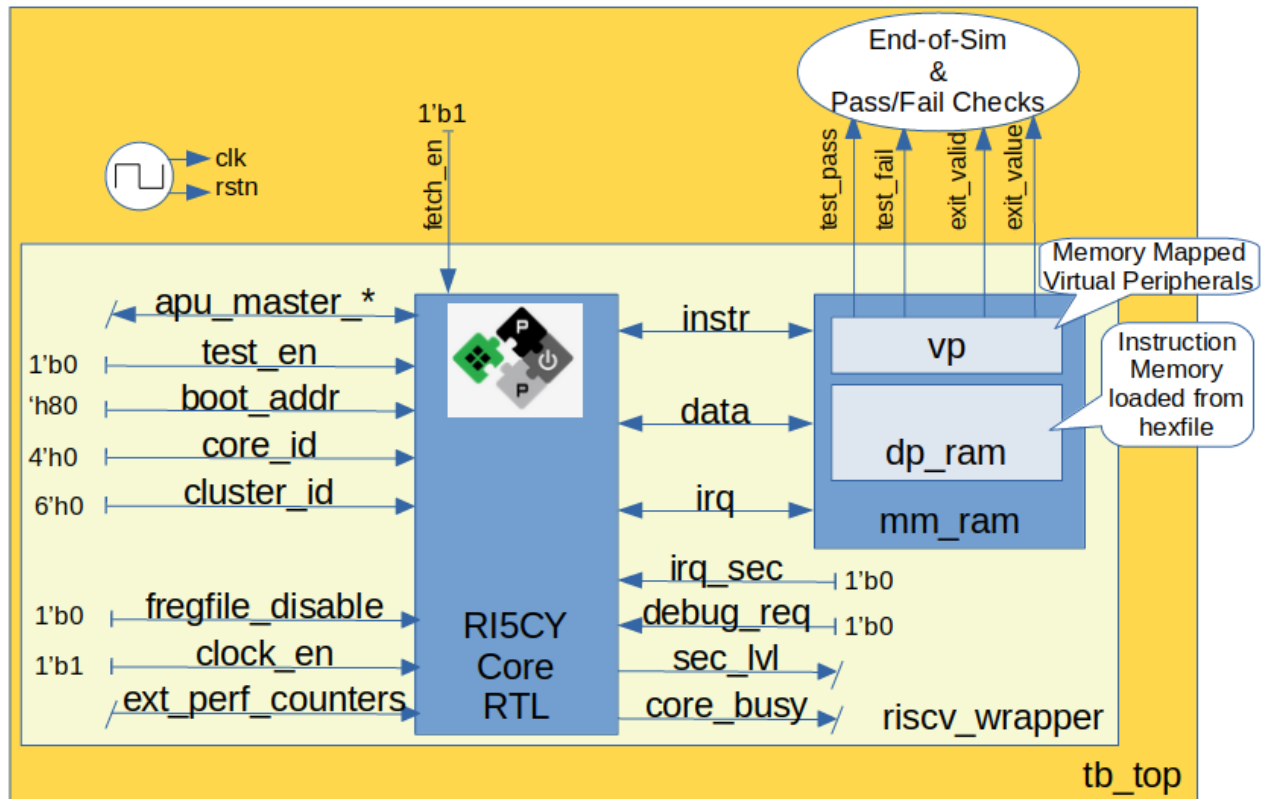 End-of-Sim
&
Pass/Fail Checks
1'b1
clk
rstn
fetch_en
test_pass
test_fail
exit_valid
exit_value
Memory Mapped
Virtual Peripherals
apu_master_*
instr
vp
Instruction
Memory
loaded from
hexfile
1'b0
test_en
'h80
boot_addr
data
dp_ram
4'h0
core_id
6'h0
cluster_id
irq
mm_ram
irq_sec
1'b0
1'b0
fregfile_disable
debug_req
1'b0
RI5CY
Core
RTL
1'b1
clock_en
sec_lvl
ext_perf_counters
core_busy
riscv_wrapper
tb_top
P
P